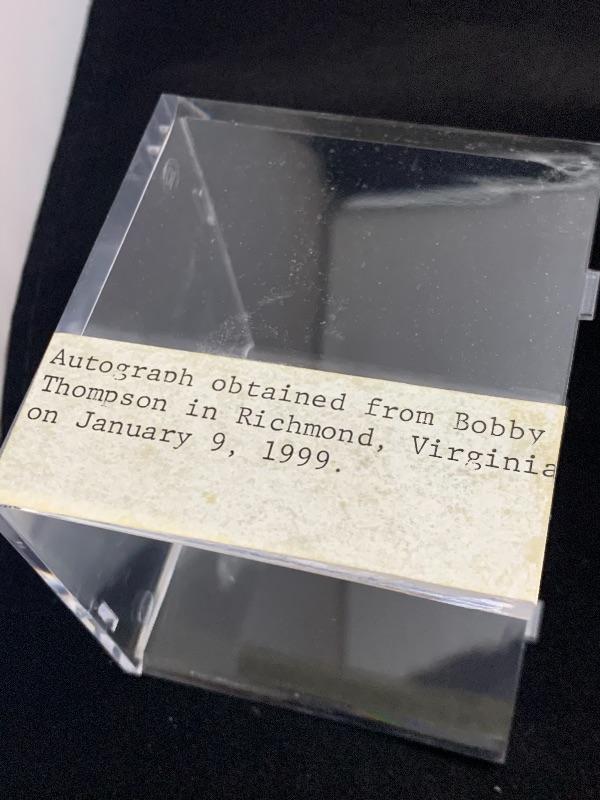 Autograph obtained from Bobby
Thompson in Richmond, Virginia
on January 9, 1999.